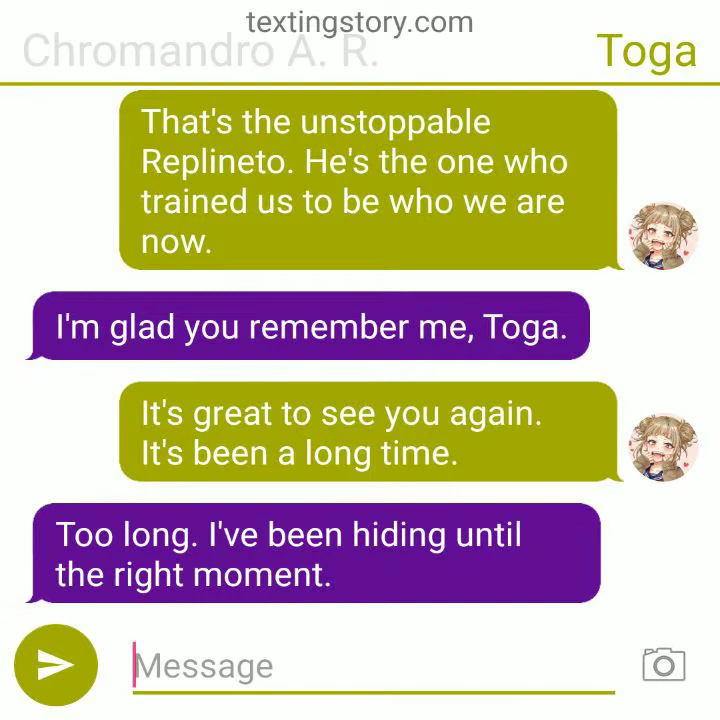 textingstory.com
Chromandro A. R.
Toga
That's the unstoppable
Replineto. He's the one who
trained us to be who we are
now.
I'm glad you remember me, Toga.
It's great to see you again.
It's been a long time.
Too long. I've been hiding until
the right moment.
Message